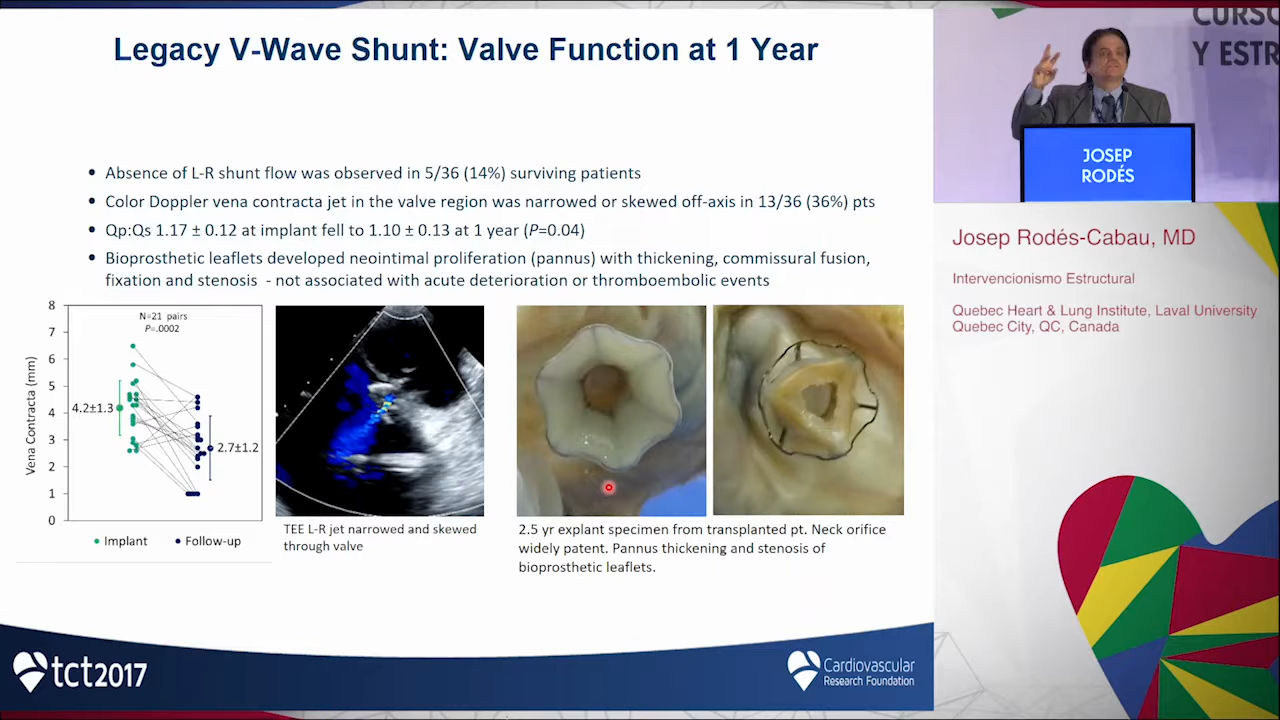 Legacy V-Wave Shunt: Valve Function at 1 Year
• Absence of L-R shunt flow was observed in 5/36 (14%) surviving patients
• Color Doppler vena contracta jet in the valve region was narrowed or skewed off-axis in 13/36 (36%) pts
• Qp:Qs 1.17 ± 0.12 at implant fell to 1.10 ± 0.13 at 1 year (P=0.04)
• Bioprosthetic leaflets developed neointimal proliferation (pannus) with thickening, commissural fusion,
fixation and stenosis - not associated with acute deterioration or thromboembolic events
Vena Contracta (mm)
8
7
6
5
4
3
2
1
0
N=21 pairs
P=.0002
4.2±1.3
2.7±1.2
• Implant • Follow-up
TEE L-R jet narrowed and skewed
through valve
2.5 yr explant specimen from transplanted pt. Neck orifice
widely patent. Pannus thickening and stenosis of
bioprosthetic leaflets.
tct2017
Cardiovascular
Research Foundation
CURSO
Y ESTR
JOSEP
RODÉS
Josep Rodés-Cabau, MD
Intervencionismo Estructural
Quebec Heart & Lung Institute, Laval University
Quebec City, QC, Canada